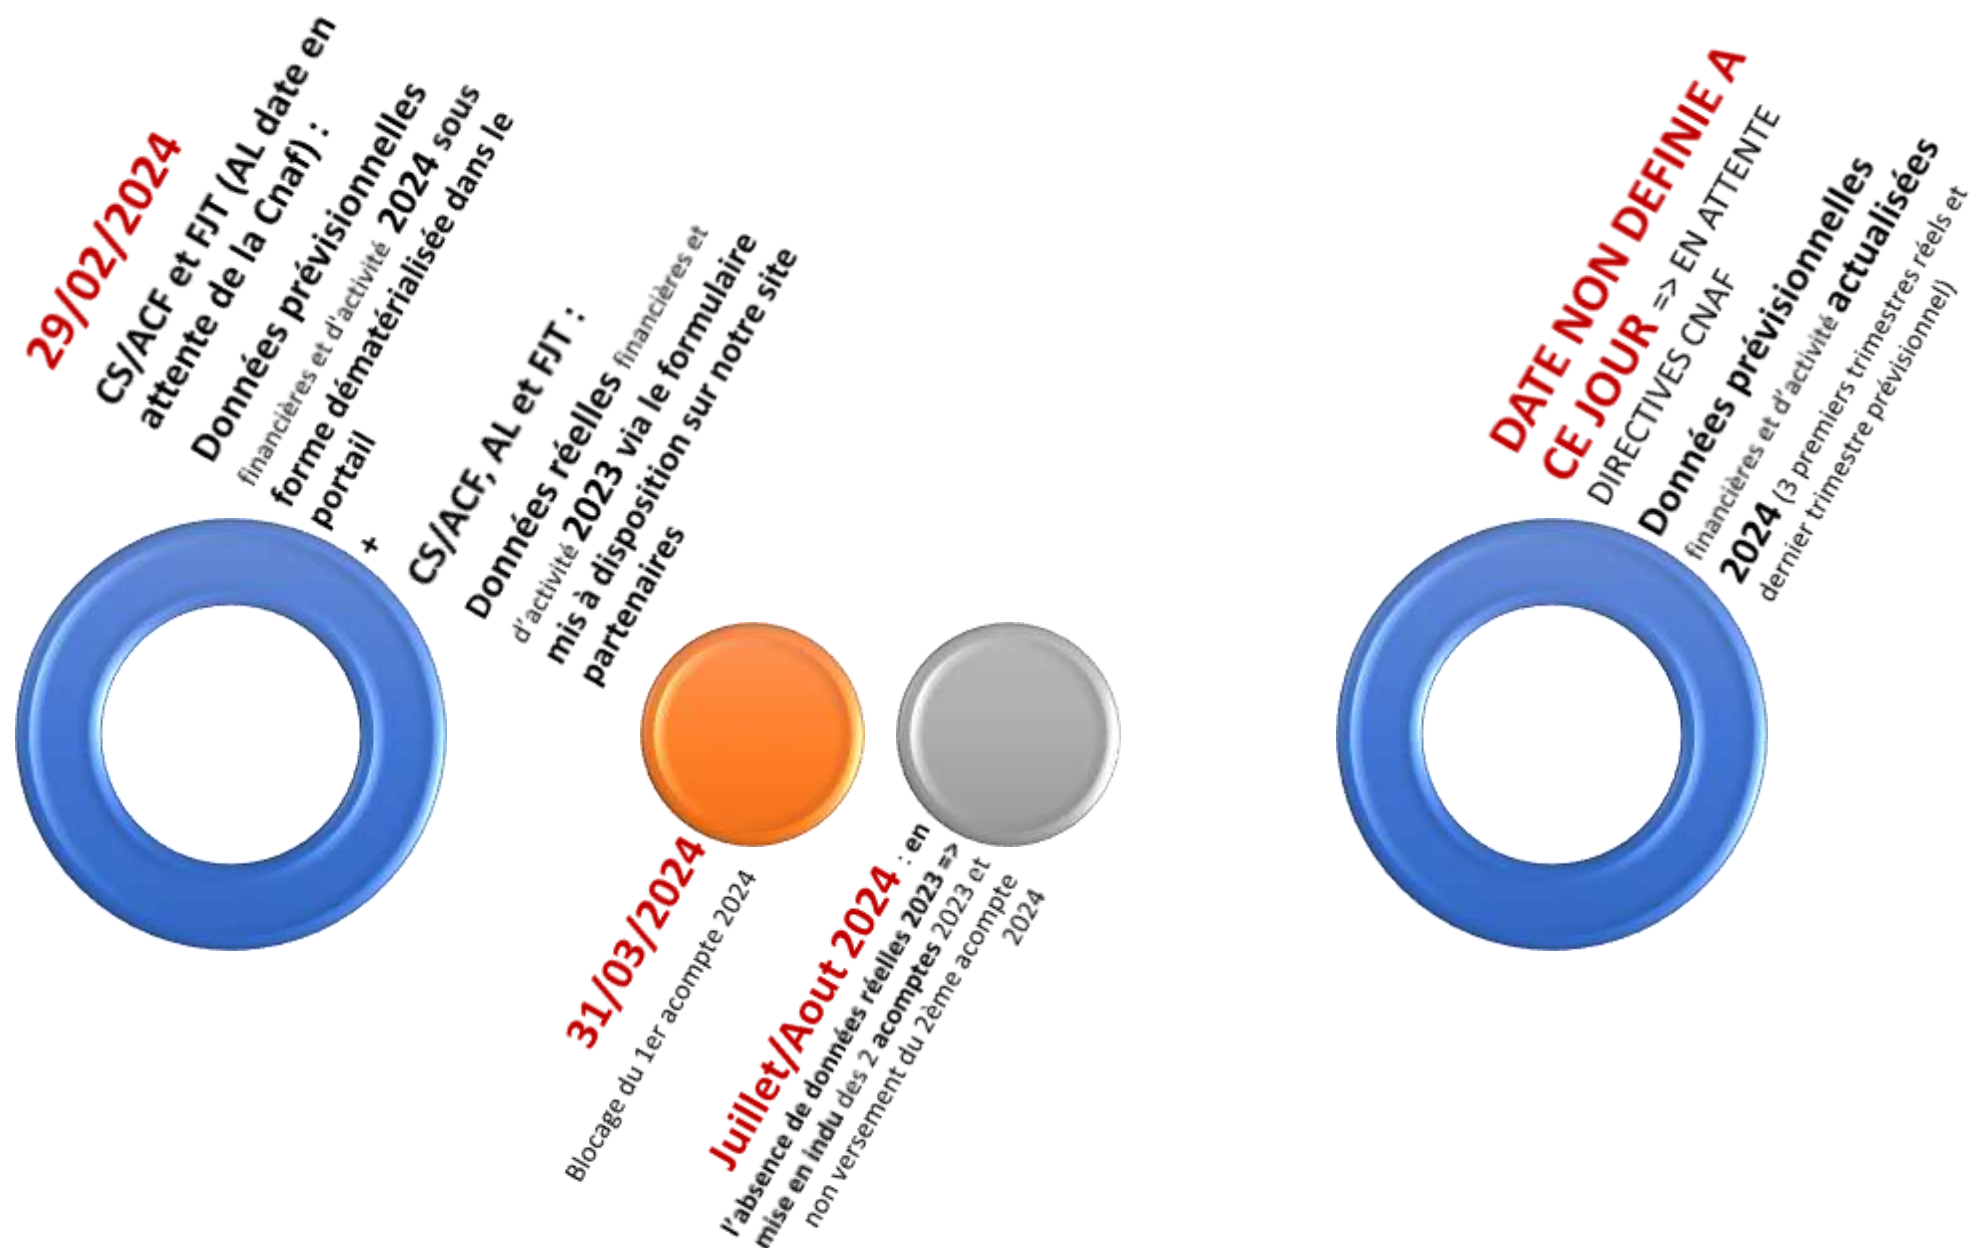 29/02/2024
CS/ACF et FJT (AL date en
attente de la Cnaf) :
Données prévisionnelles
financières et d'activité 2024 sous
forme dématérialisée dans le
portail
+
CS/ACF, AL et FJT :
Données réelles financières et
d'activité 2023 via le formulaire
mis à disposition sur notre site
partenaires
31/03/2024
Blocage du 1er acompte 2024
Juillet/Aout 2024 : en
l'absence de données réelles 2023 =>
mise en indu des 2 acomptes 2023 et
non versement du 2ème acompte
2024
DATE NON DEFINIE A
CE JOUR => EN ATTENTE
DIRECTIVES CNAF
Données prévisionnelles
financières et d'activité actualisées
2024 (3 premiers trimestres réels et
dernier trimestre prévisionnel)